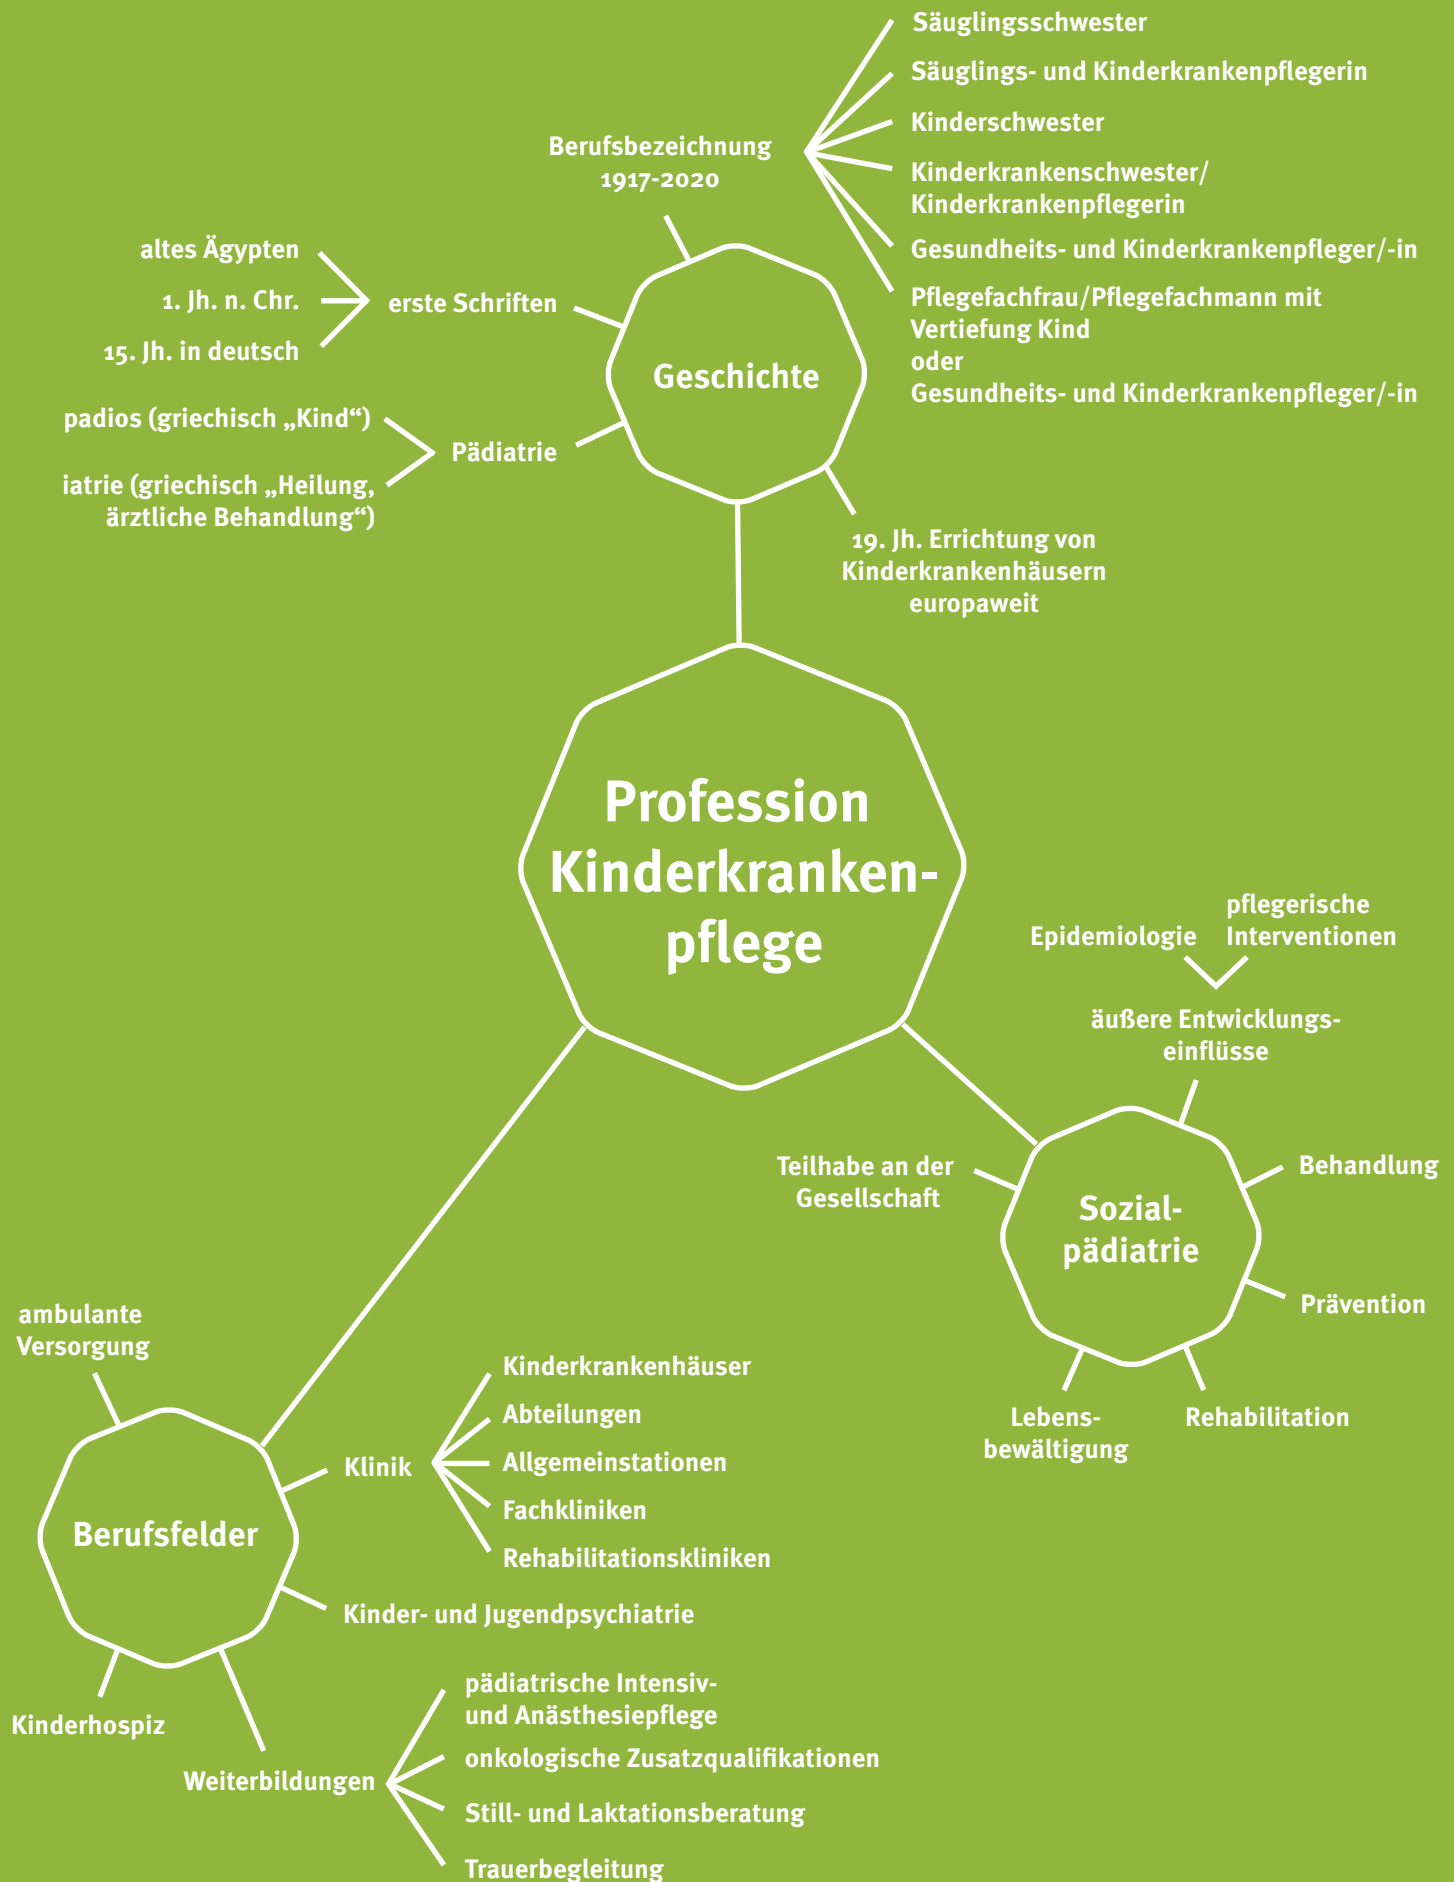 Säuglingsschwester
Säuglings- und Kinderkrankenpflegerin
Kinderschwester
Kinderkrankenschwester/
Kinderkrankenpflegerin
Gesundheits- und Kinderkrankenpfleger/-in
Pflegefachfrau/Pflegefachmann mit
Vertiefung Kind
oder
Gesundheits- und Kinderkrankenpfleger/-in
Berufsbezeichnung
1917-2020
altes Ägypten
1. Jh. n. Chr.
15. Jh. in deutsch
erste Schriften
Geschichte
padios (griechisch „Kind“)
iatrie (griechisch „Heilung,
ärztliche Behandlung“)
Pädiatrie
19. Jh. Errichtung von
Kinderkrankenhäusern
europaweit
Profession
Kinderkranken-
pflege
Epidemiologie
pflegerische
Interventionen
äußere Entwicklungs-
einflüsse
Teilhabe an der
Gesellschaft
Sozial-
pädiatrie
Behandlung
Prävention
Lebens-
bewältigung
Rehabilitation
ambulante
Versorgung
Berufsfelder
Klinik
Kinderkrankenhäuser
Abteilungen
Allgemeinstationen
Fachkliniken
Rehabilitationskliniken
Kinder- und Jugendpsychiatrie
Kinderhospiz
Weiterbildungen
pädiatrische Intensiv-
und Anästhesiepflege
onkologische Zusatzqualifikationen
Still- und Laktationsberatung
Trauerbegleitung